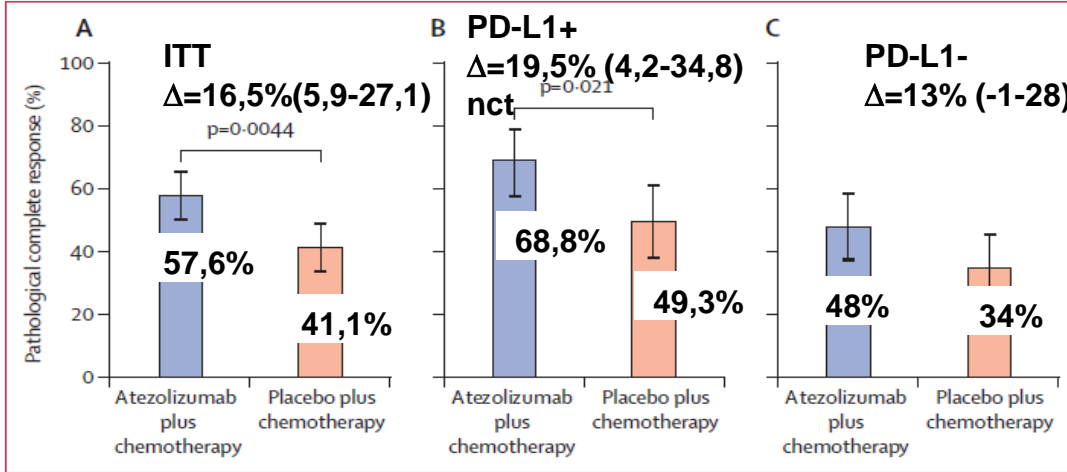 A
ITT
Δ=16,5%(5,9-27,1)
p=0·0044
B
PD-L1+
Δ=19,5% (4,2-34,8)
nct
p=0·021
C
PD-L1-
Δ=13% (-1-28)
Pathological complete response (%)
100
80
60
40
20
0
57,6%
41,1%
68,8%
49,3%
48%
34%
Atezolizumab
plus
chemotherapy
Placebo plus
chemotherapy
Atezolizumab
plus
chemotherapy
Placebo plus
chemotherapy
Atezolizumab
plus
chemotherapy
Placebo plus
chemotherapy